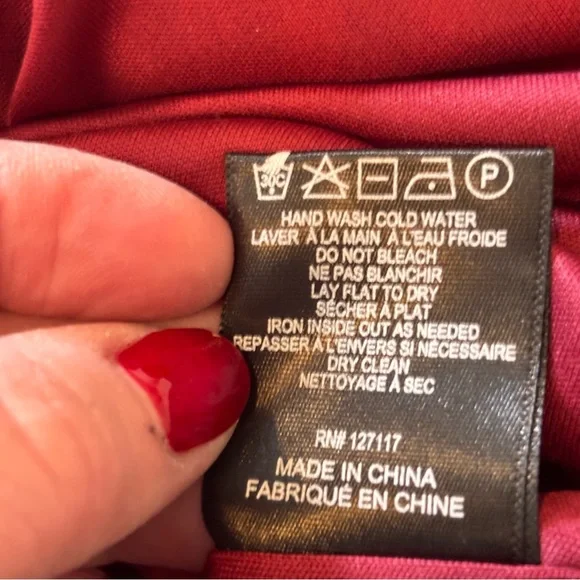 30C P
HAND WASH COLD WATER
LAVER À LA MAIN À L'EAU FROIDE
DO NOT BLEACH
NE PAS BLANCHIR
LAY FLAT TO DRY
SÉCHER À PLAT
IRON INSIDE OUT AS NEEDED
REPASSER À L'ENVERS SI NÉCESSAIRE
DRY CLEAN
NETTOYAGE À SEC
RN# 127117
MADE IN CHINA
FABRIQUÉ EN CHINE